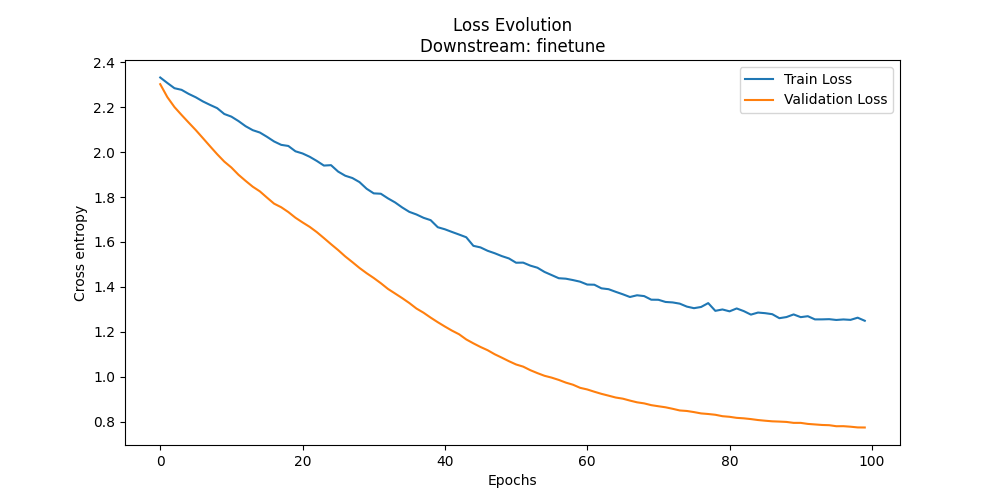 Loss Evolution
Downstream: finetune
Train Loss
Validation Loss
2.4
2.2
2.0
1.8
1.6
1.4
1.2
1.0
0.8
Cross entropy
0 20 40 60 80 100
Epochs